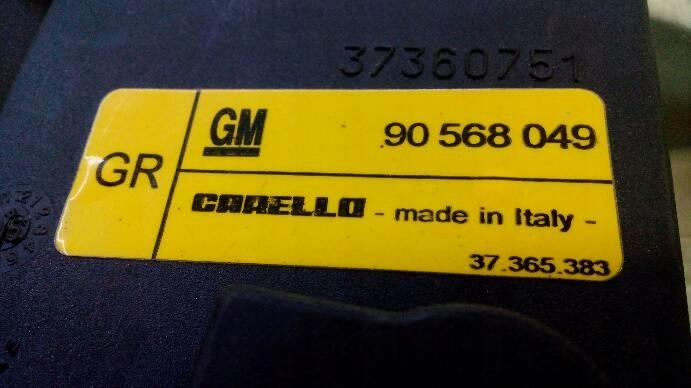 37360751
GR
GM
90 568 049
CARELLO - made in Italy -
37.365.383